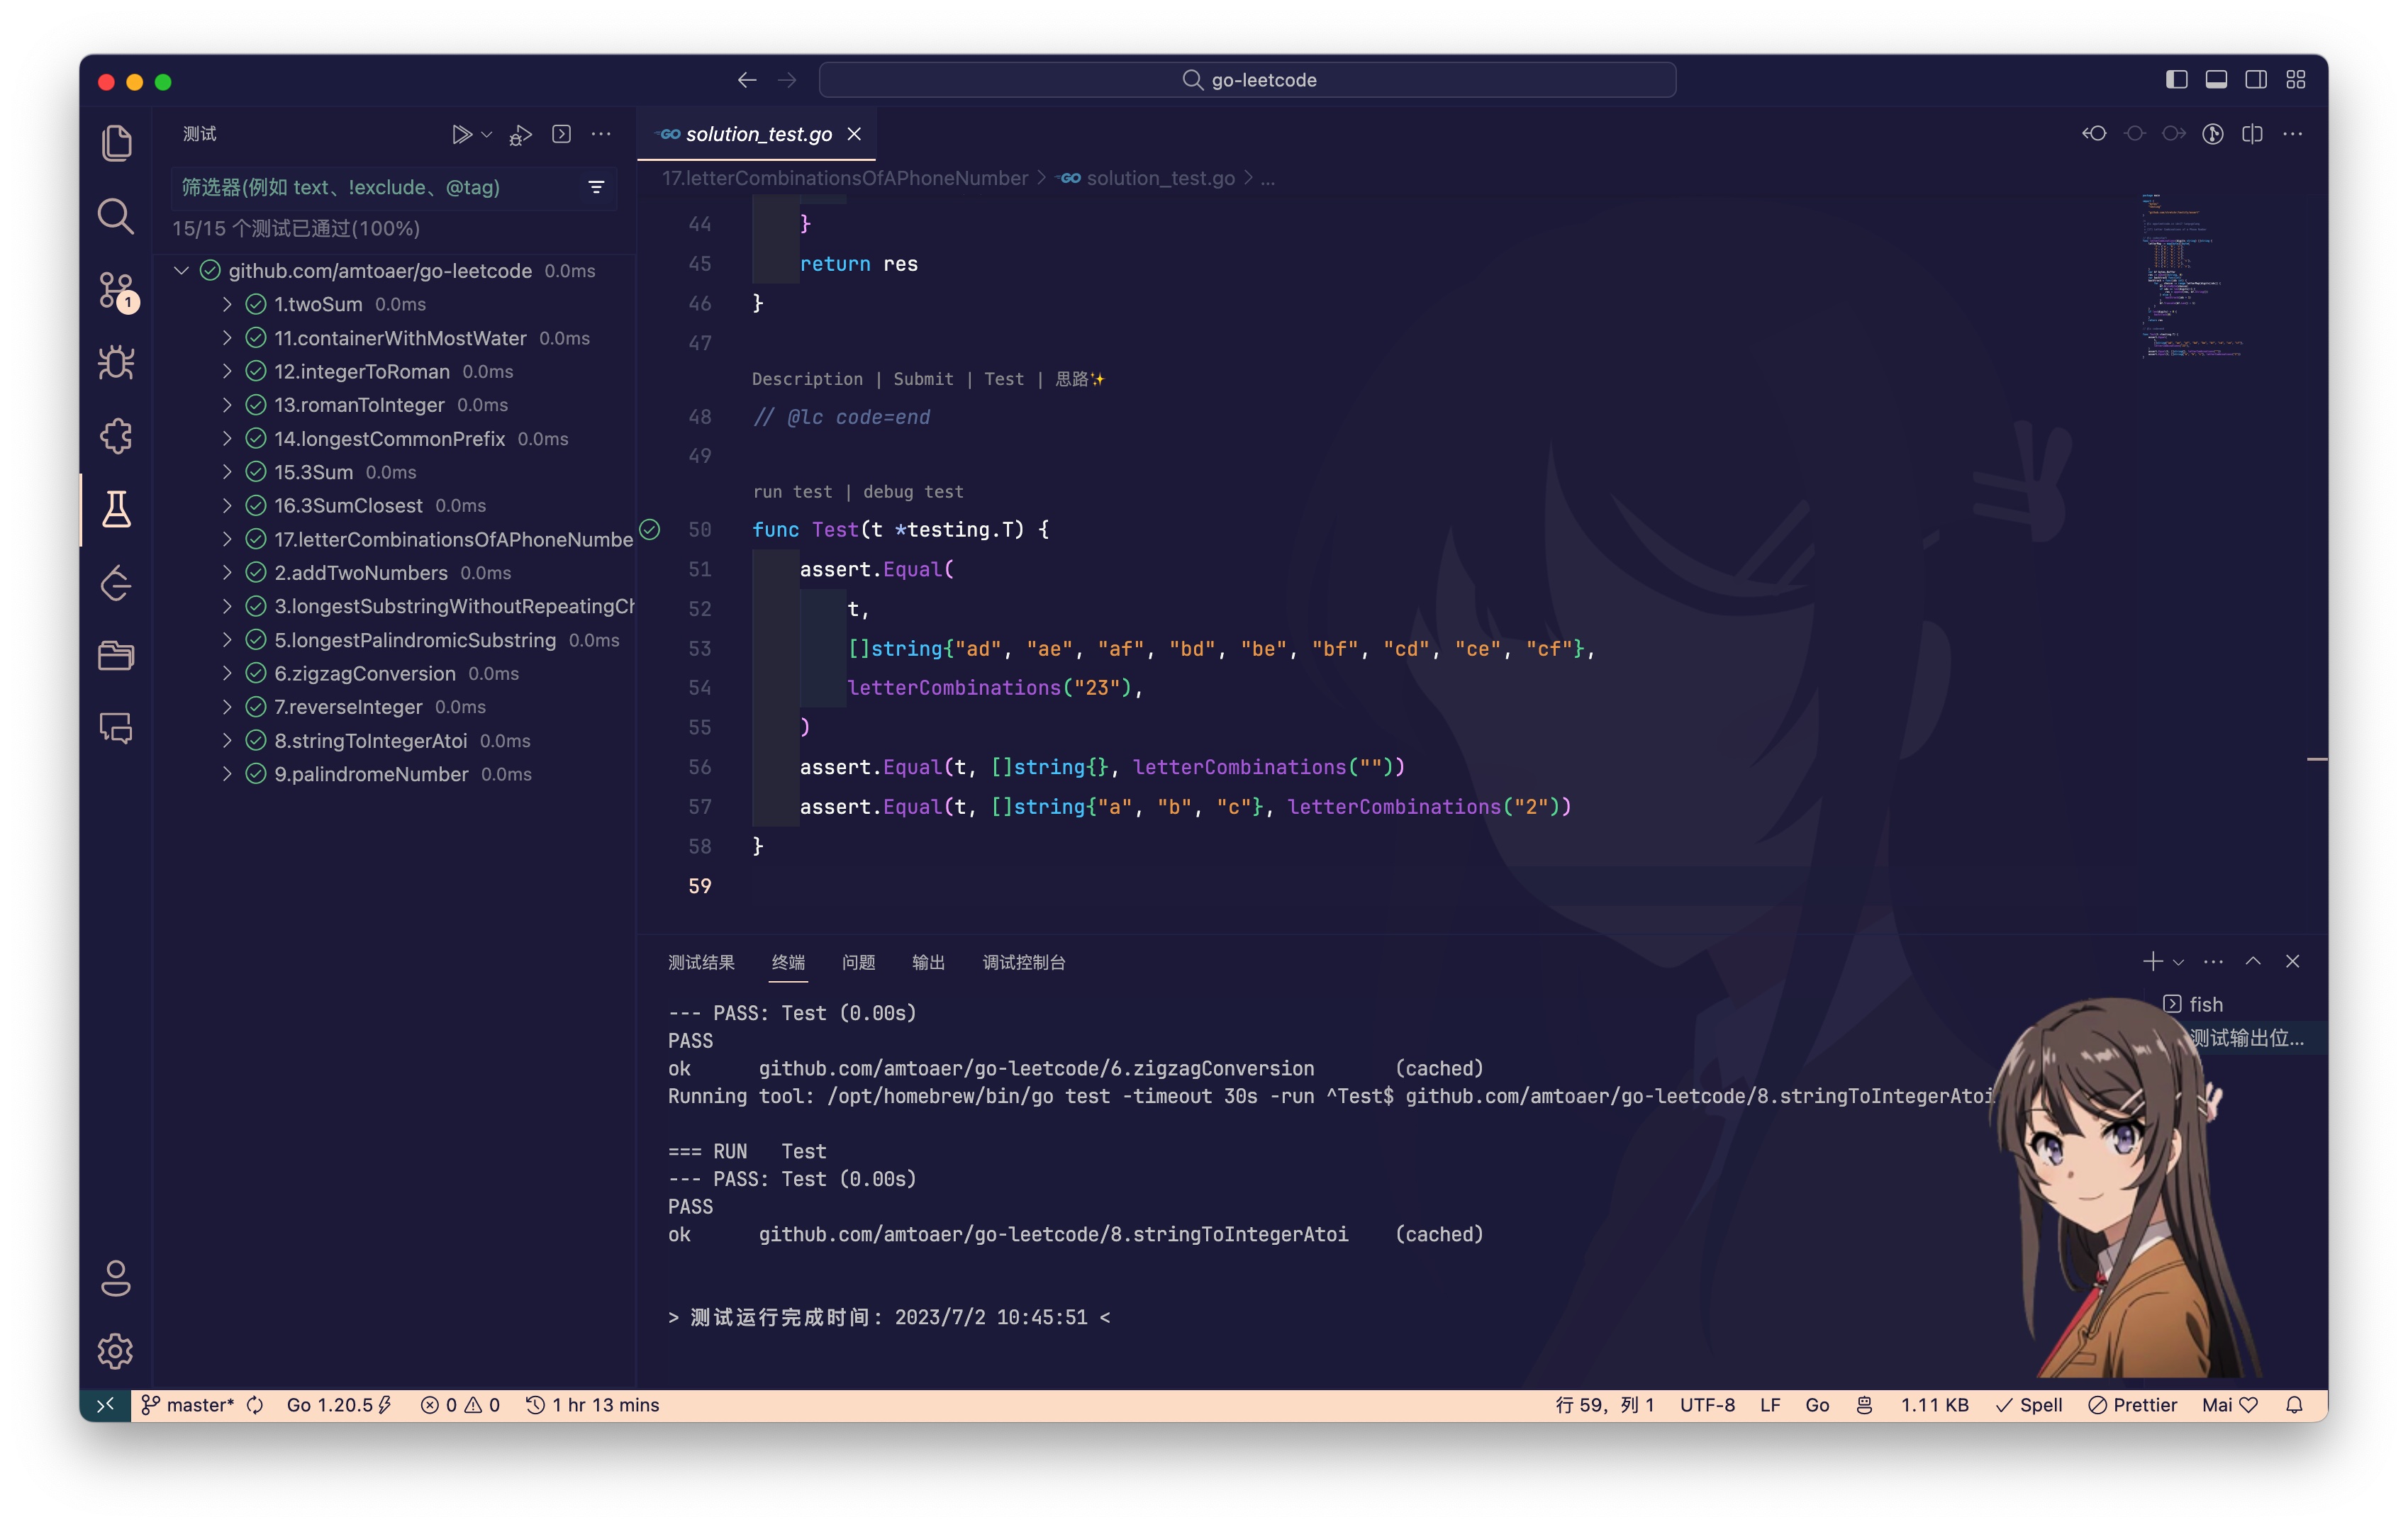 go-leetcode
测试
筛选器(例如 text、!exclude、@tag)
15/15 个测试已通过(100%)
github.com/amtoaer/go-leetcode 0.0ms
1.twoSum 0.0ms
11.containerWithMostWater 0.0ms
12.integerToRoman 0.0ms
13.romanToInteger 0.0ms
14.longestCommonPrefix 0.0ms
15.3Sum 0.0ms
16.3SumClosest 0.0ms
17.letterCombinationsOfAPhoneNumbe
2.addTwoNumbers 0.0ms
3.longestSubstringWithoutRepeatingCh
5.longestPalindromicSubstring 0.0ms
6.zigzagConversion 0.0ms
7.reverseInteger 0.0ms
8.stringToIntegerAtoi 0.0ms
9.palindromeNumber 0.0ms
1
GO solution_test.go
17.letterCombinationsOfAPhoneNumber > GO solution_test.go > ...
44 }
45 return res
46 }
47
Description | Submit | Test | 思路✨
48 // @lc code=end
49
run test | debug test
50 func Test(t *testing.T) {
51 assert.Equal(
52 t,
53 []string{"ad", "ae", "af", "bd", "be", "bf", "cd", "ce", "cf"},
54 letterCombinations("23"),
55 )
56 assert.Equal(t, []string{}, letterCombinations(""))
57 assert.Equal(t, []string{"a", "b", "c"}, letterCombinations("2"))
58 }
59
测试结果 终端 问题 输出 调试控制台
--- PASS: Test (0.00s)
PASS
ok github.com/amtoaer/go-leetcode/6.zigzagConversion (cached)
Running tool: /opt/homebrew/bin/go test -timeout 30s -run ^Test$ github.com/amtoaer/go-leetcode/8.stringToIntegerAtoi
=== RUN Test
--- PASS: Test (0.00s)
PASS
ok github.com/amtoaer/go-leetcode/8.stringToIntegerAtoi (cached)
> 测试运行完成时间: 2023/7/2 10:45:51 <
fish
测试输出位...
master* Go 1.20.5 0 0 1 hr 13 mins 行 59，列 1 UTF-8 LF Go 1.11 KB Spell Prettier Mai